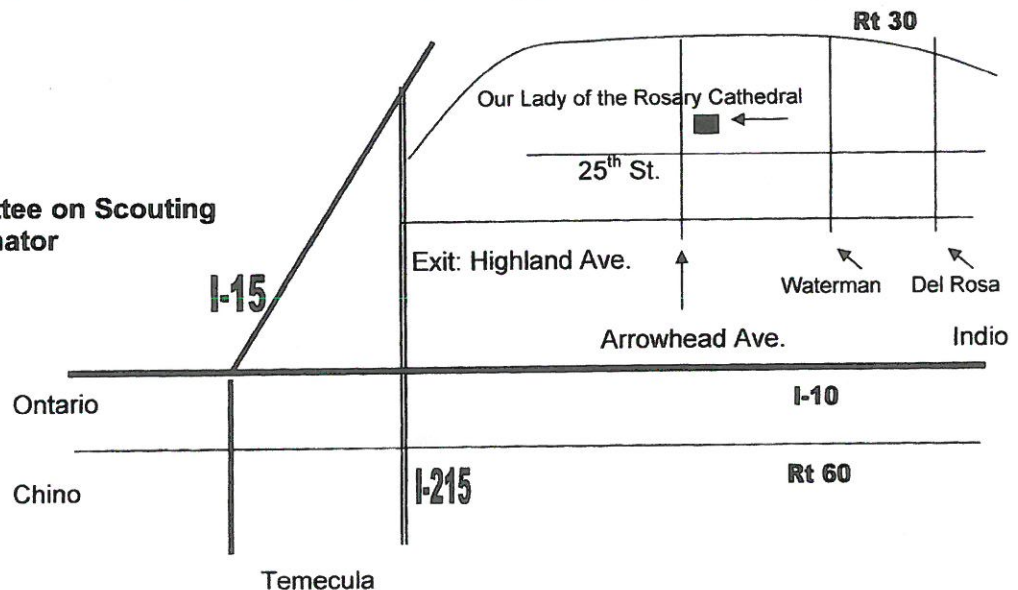 Rt 30
Our Lady of the Rosary Cathedral
25th St.
ttee on Scouting
nator
Exit: Highland Ave.
I-15
Waterman
Del Rosa
Arrowhead Ave.
Indio
Ontario
I-10
Chino
I-215
Rt 60
Temecula